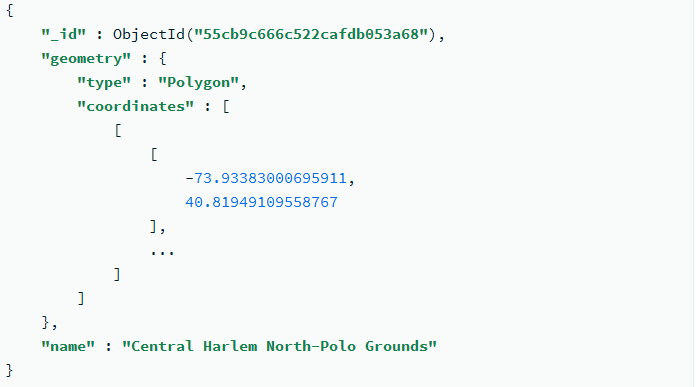 {
    "_id" : ObjectId("55cb9c666c522cafdb053a68"),
    "geometry" : {
        "type" : "Polygon",
        "coordinates" : [
            [
                [
                    -73.93383000695911,
                    40.81949109558767
                ],
                ...
            ]
        ]
    },
    "name" : "Central Harlem North-Polo Grounds"
}